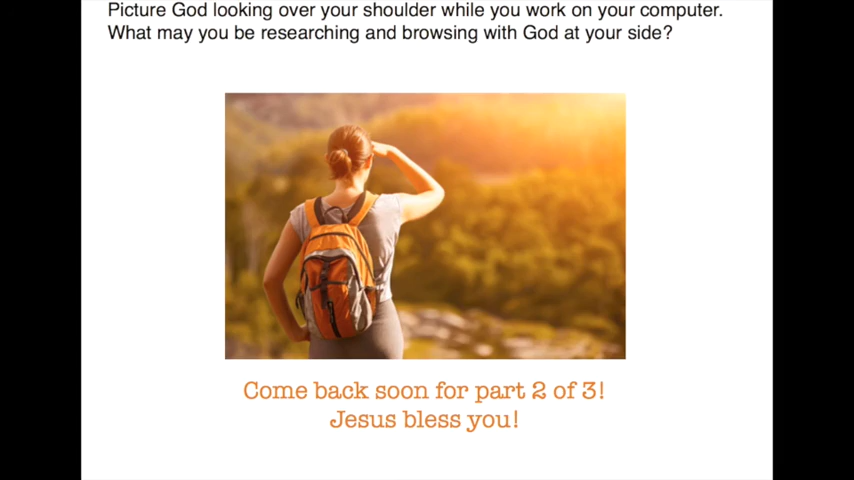 Picture God looking over your shoulder while you work on your computer.
What may you be researching and browsing with God at your side?
Come back soon for part 2 of 3!
Jesus bless you!